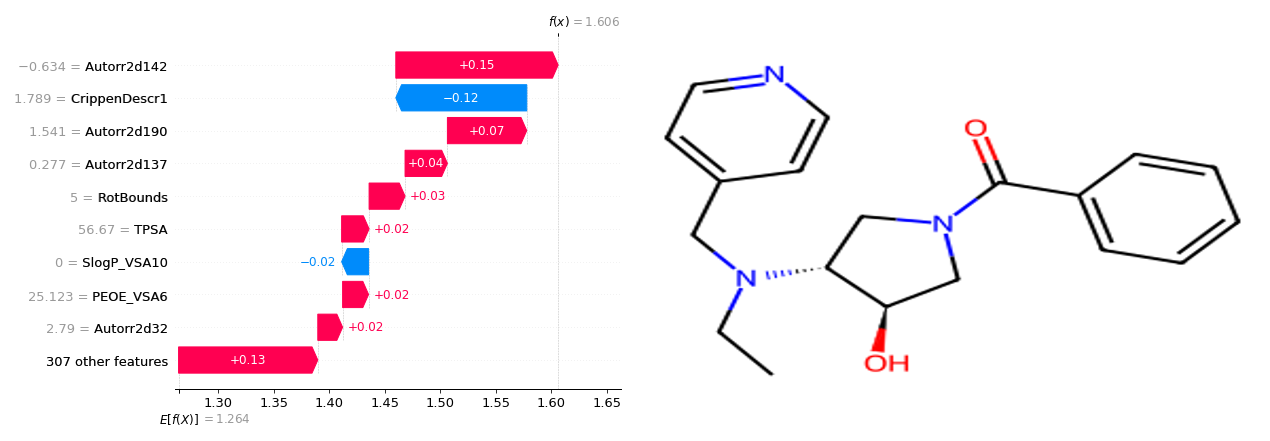 f(x) = 1.606
−0.634 = Autorr2d142
+0.15
1.789 = CrippenDescr1
−0.12
1.541 = Autorr2d190
+0.07
0.277 = Autorr2d137
+0.04
5 = RotBounds
+0.03
56.67 = TPSA
+0.02
0 = SlogP_VSA10
−0.02
25.123 = PEOE_VSA6
+0.02
2.79 = Autorr2d32
+0.02
307 other features
+0.13
1.30 1.35 1.40 1.45 1.50 1.55 1.60 1.65
E[f(X)] = 1.264
N
O
N
N
OH